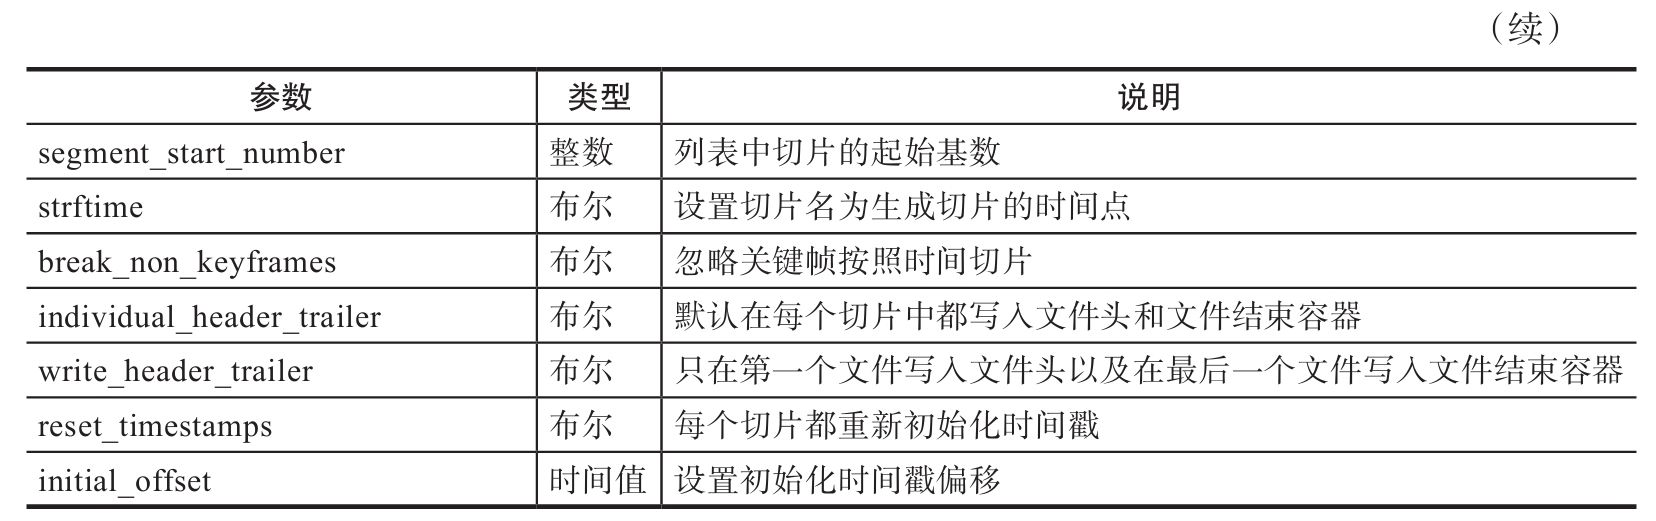 （续）
参数 类型 说明
segment_start_number 整数 列表中切片的起始基数
strftime 布尔 设置切片名为生成切片的时间点
break_non_keyframes 布尔 忽略关键帧按照时间切片
individual_header_trailer 布尔 默认在每个切片中都写入文件头和文件结束容器
write_header_trailer 布尔 只在第一个文件写入文件头以及在最后一个文件写入文件结束容器
reset_timestamps 布尔 每个切片都重新初始化时间戳
initial_offset 时间值 设置初始化时间戳偏移